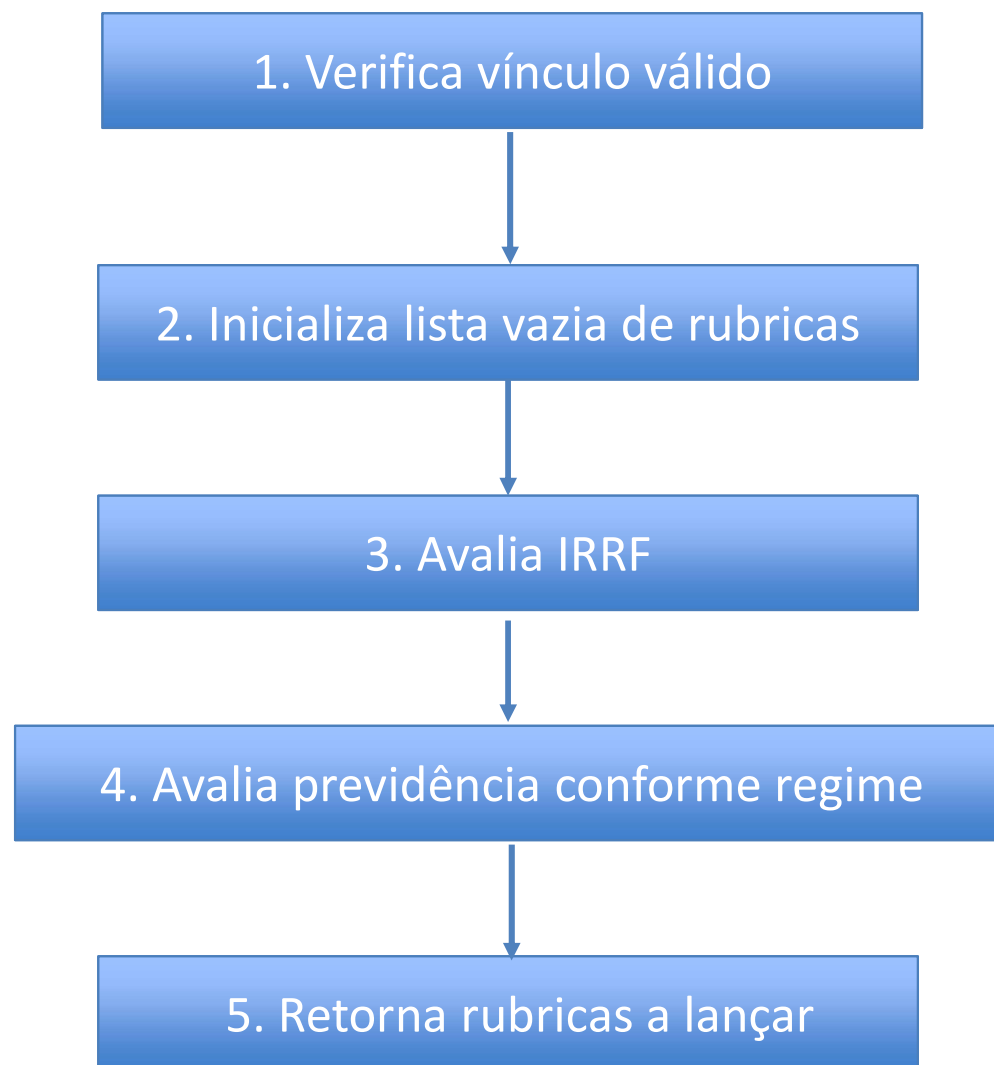 1. Verifica vínculo válido
2. Inicializa lista vazia de rubricas
3. Avalia IRRF
4. Avalia previdência conforme regime
5. Retorna rubricas a lançar